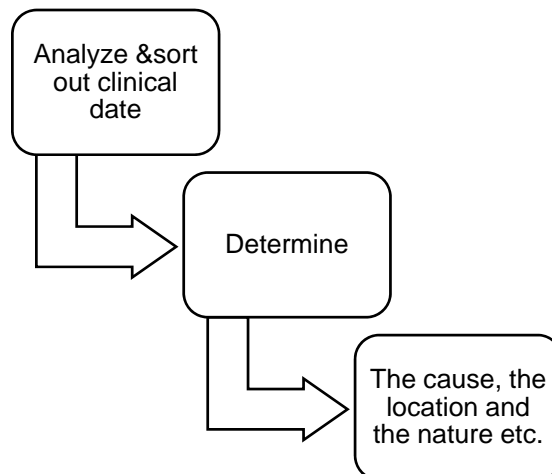 Analyze &sort
out clinical
date
Determine
The cause, the
location and
the nature etc.